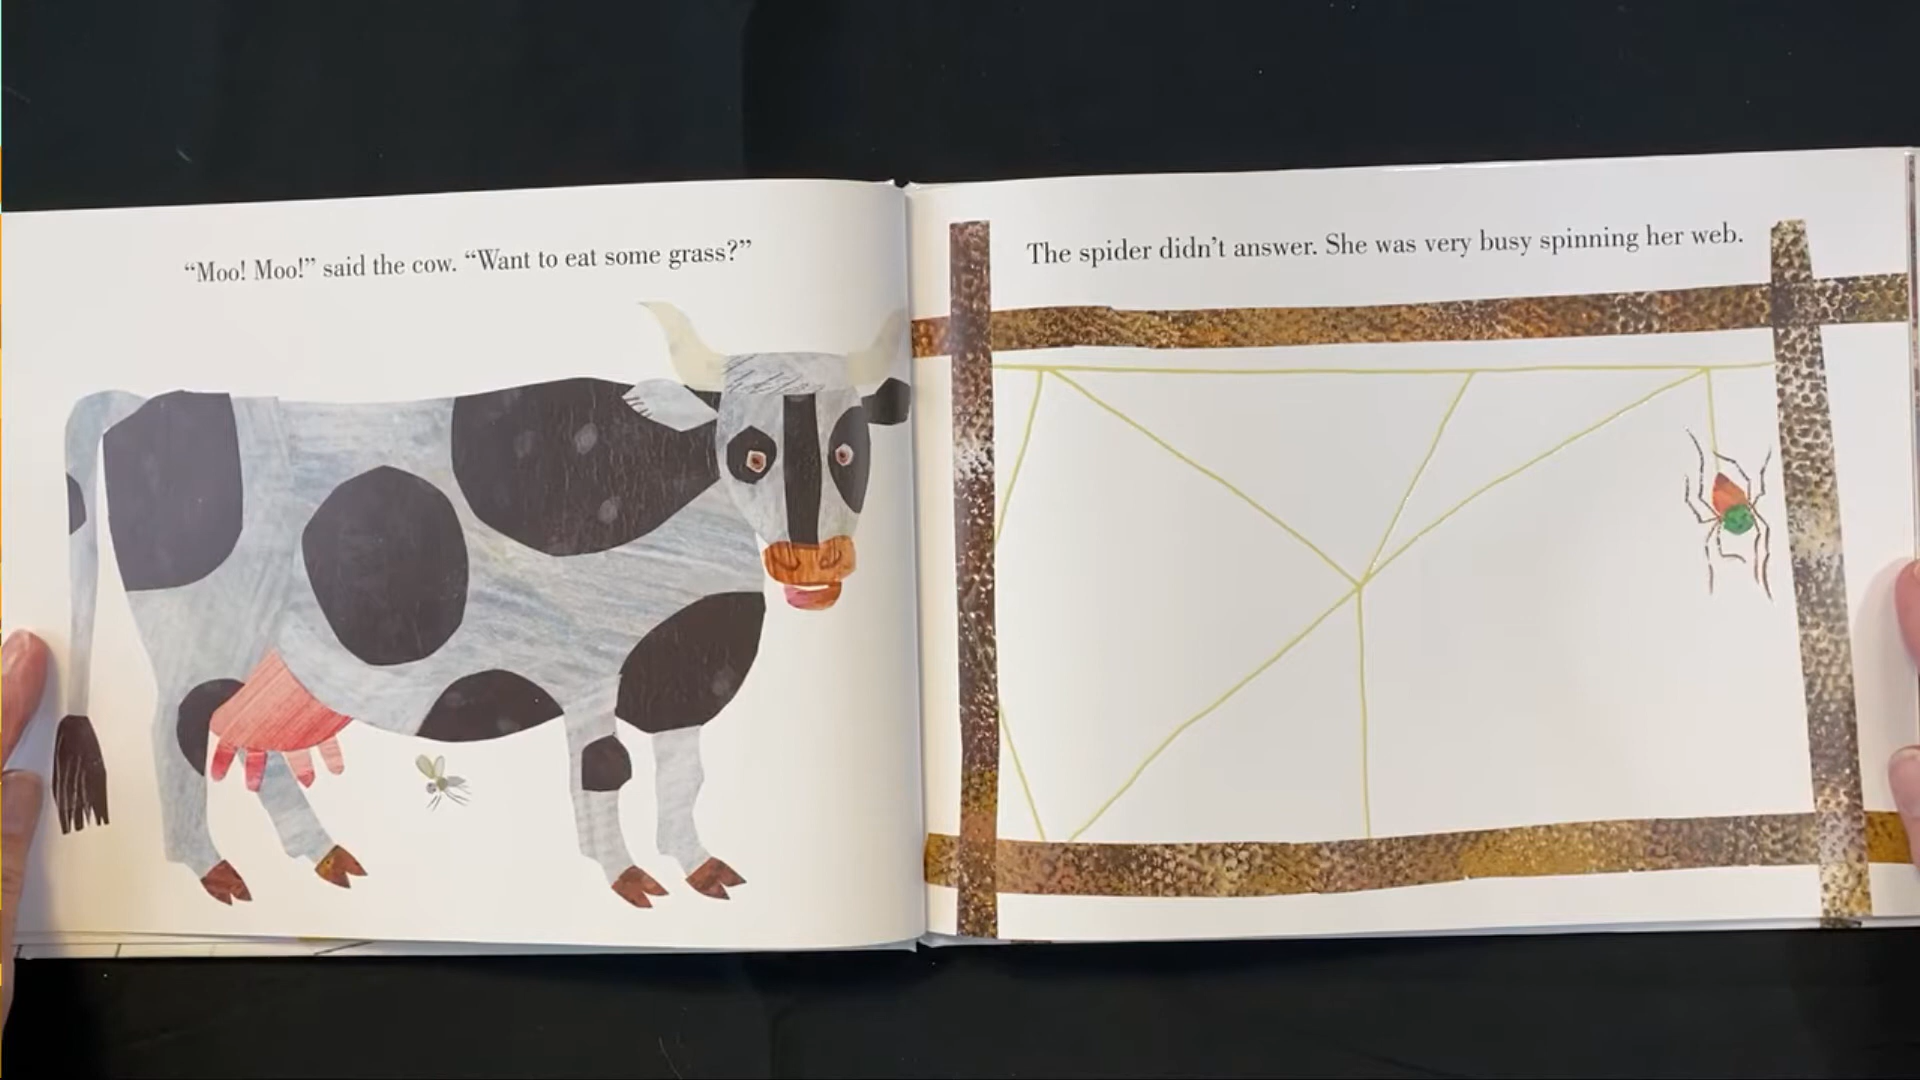 “Moo! Moo!” said the cow. “Want to eat some grass?”
The spider didn’t answer. She was very busy spinning her web.